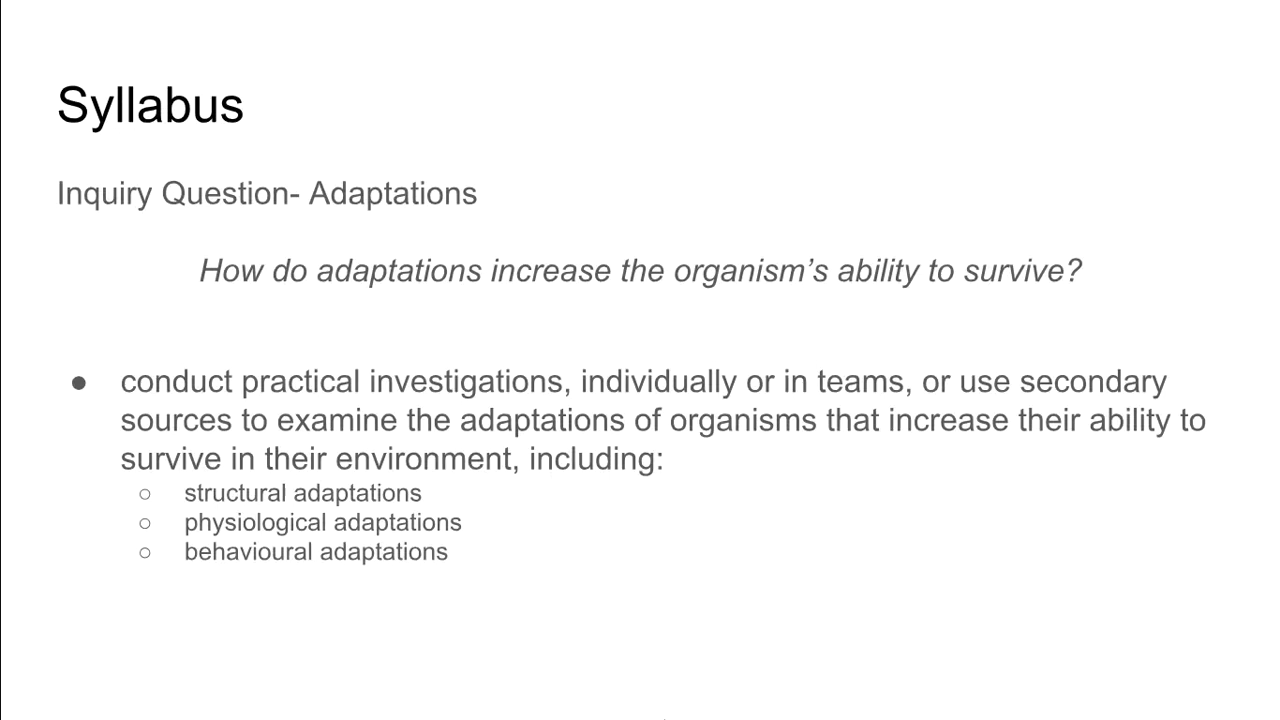 Syllabus
Inquiry Question- Adaptations
How do adaptations increase the organism’s ability to survive?
● conduct practical investigations, individually or in teams, or use secondary
sources to examine the adaptations of organisms that increase their ability to
survive in their environment, including:
○ structural adaptations
○ physiological adaptations
○ behavioural adaptations